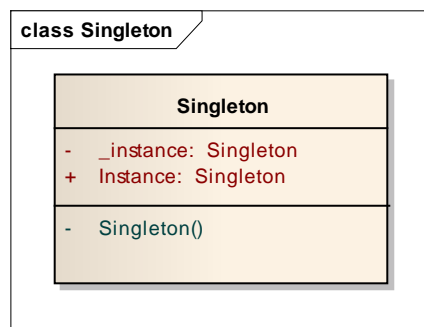 class Singleton
Singleton
- _instance: Singleton
+ Instance: Singleton
- Singleton()